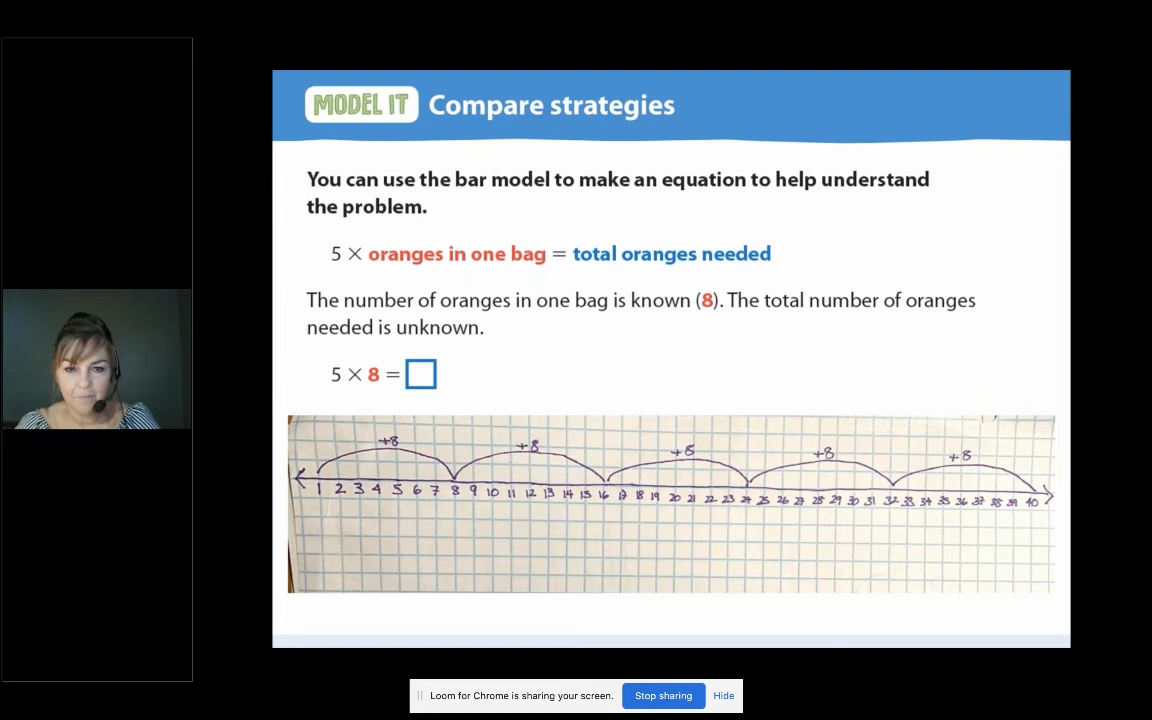 MODEL IT Compare strategies
You can use the bar model to make an equation to help understand
the problem.
5 × oranges in one bag = total oranges needed
The number of oranges in one bag is known (8). The total number of oranges
needed is unknown.
5 × 8 =
+8 +8 +8 +8 +8
1 2 3 4 5 6 7 8 9 10 11 12 13 14 15 16 17 18 19 20 21 22 23 24 25 26 27 28 29 30 31 32 33 34 35 36 37 38 39 40
Loom for Chrome is sharing your screen. Stop sharing Hide